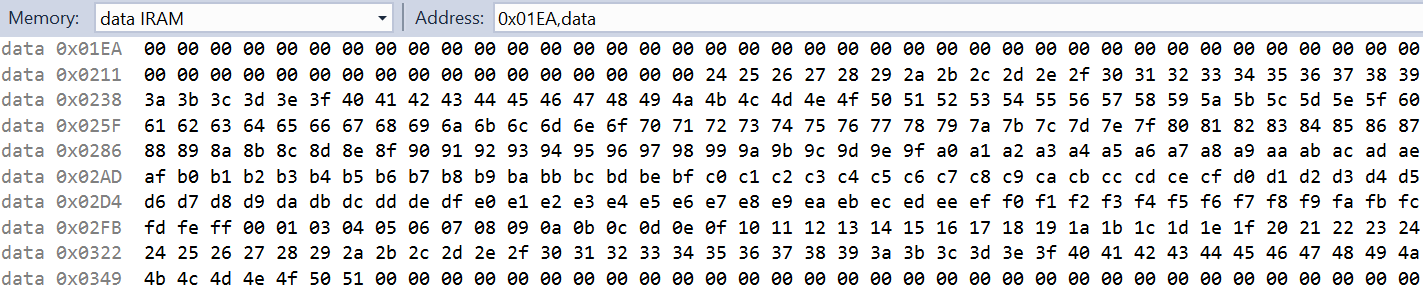 Memory: data IRAM Address: 0x01EA,data
data 0x01EA 00 00 00 00 00 00 00 00 00 00 00 00 00 00 00 00 00 00 00 00 00 00 00 00 00 00 00 00 00 00 00 00 00 00 00 00 00 00 00
data 0x0211 00 00 00 00 00 00 00 00 00 00 00 00 00 00 00 00 00 24 25 26 27 28 29 2a 2b 2c 2d 2e 2f 30 31 32 33 34 35 36 37 38 39
data 0x0238 3a 3b 3c 3d 3e 3f 40 41 42 43 44 45 46 47 48 49 4a 4b 4c 4d 4e 4f 50 51 52 53 54 55 56 57 58 59 5a 5b 5c 5d 5e 5f 60
data 0x025F 61 62 63 64 65 66 67 68 69 6a 6b 6c 6d 6e 6f 70 71 72 73 74 75 76 77 78 79 7a 7b 7c 7d 7e 7f 80 81 82 83 84 85 86 87
data 0x0286 88 89 8a 8b 8c 8d 8e 8f 90 91 92 93 94 95 96 97 98 99 9a 9b 9c 9d 9e 9f a0 a1 a2 a3 a4 a5 a6 a7 a8 a9 aa ab ac ad ae
data 0x02AD af b0 b1 b2 b3 b4 b5 b6 b7 b8 b9 ba bb bc bd be bf c0 c1 c2 c3 c4 c5 c6 c7 c8 c9 ca cb cc cd ce cf d0 d1 d2 d3 d4 d5
data 0x02D4 d6 d7 d8 d9 da db dc dd de df e0 e1 e2 e3 e4 e5 e6 e7 e8 e9 ea eb ec ed ee ef f0 f1 f2 f3 f4 f5 f6 f7 f8 f9 fa fb fc
data 0x02FB fd fe ff 00 01 03 04 05 06 07 08 09 0a 0b 0c 0d 0e 0f 10 11 12 13 14 15 16 17 18 19 1a 1b 1c 1d 1e 1f 20 21 22 23 24
data 0x0322 24 25 26 27 28 29 2a 2b 2c 2d 2e 2f 30 31 32 33 34 35 36 37 38 39 3a 3b 3c 3d 3e 3f 40 41 42 43 44 45 46 47 48 49 4a
data 0x0349 4b 4c 4d 4e 4f 50 51 00 00 00 00 00 00 00 00 00 00 00 00 00 00 00 00 00 00 00 00 00 00 00 00 00 00 00 00 00 00 00 00